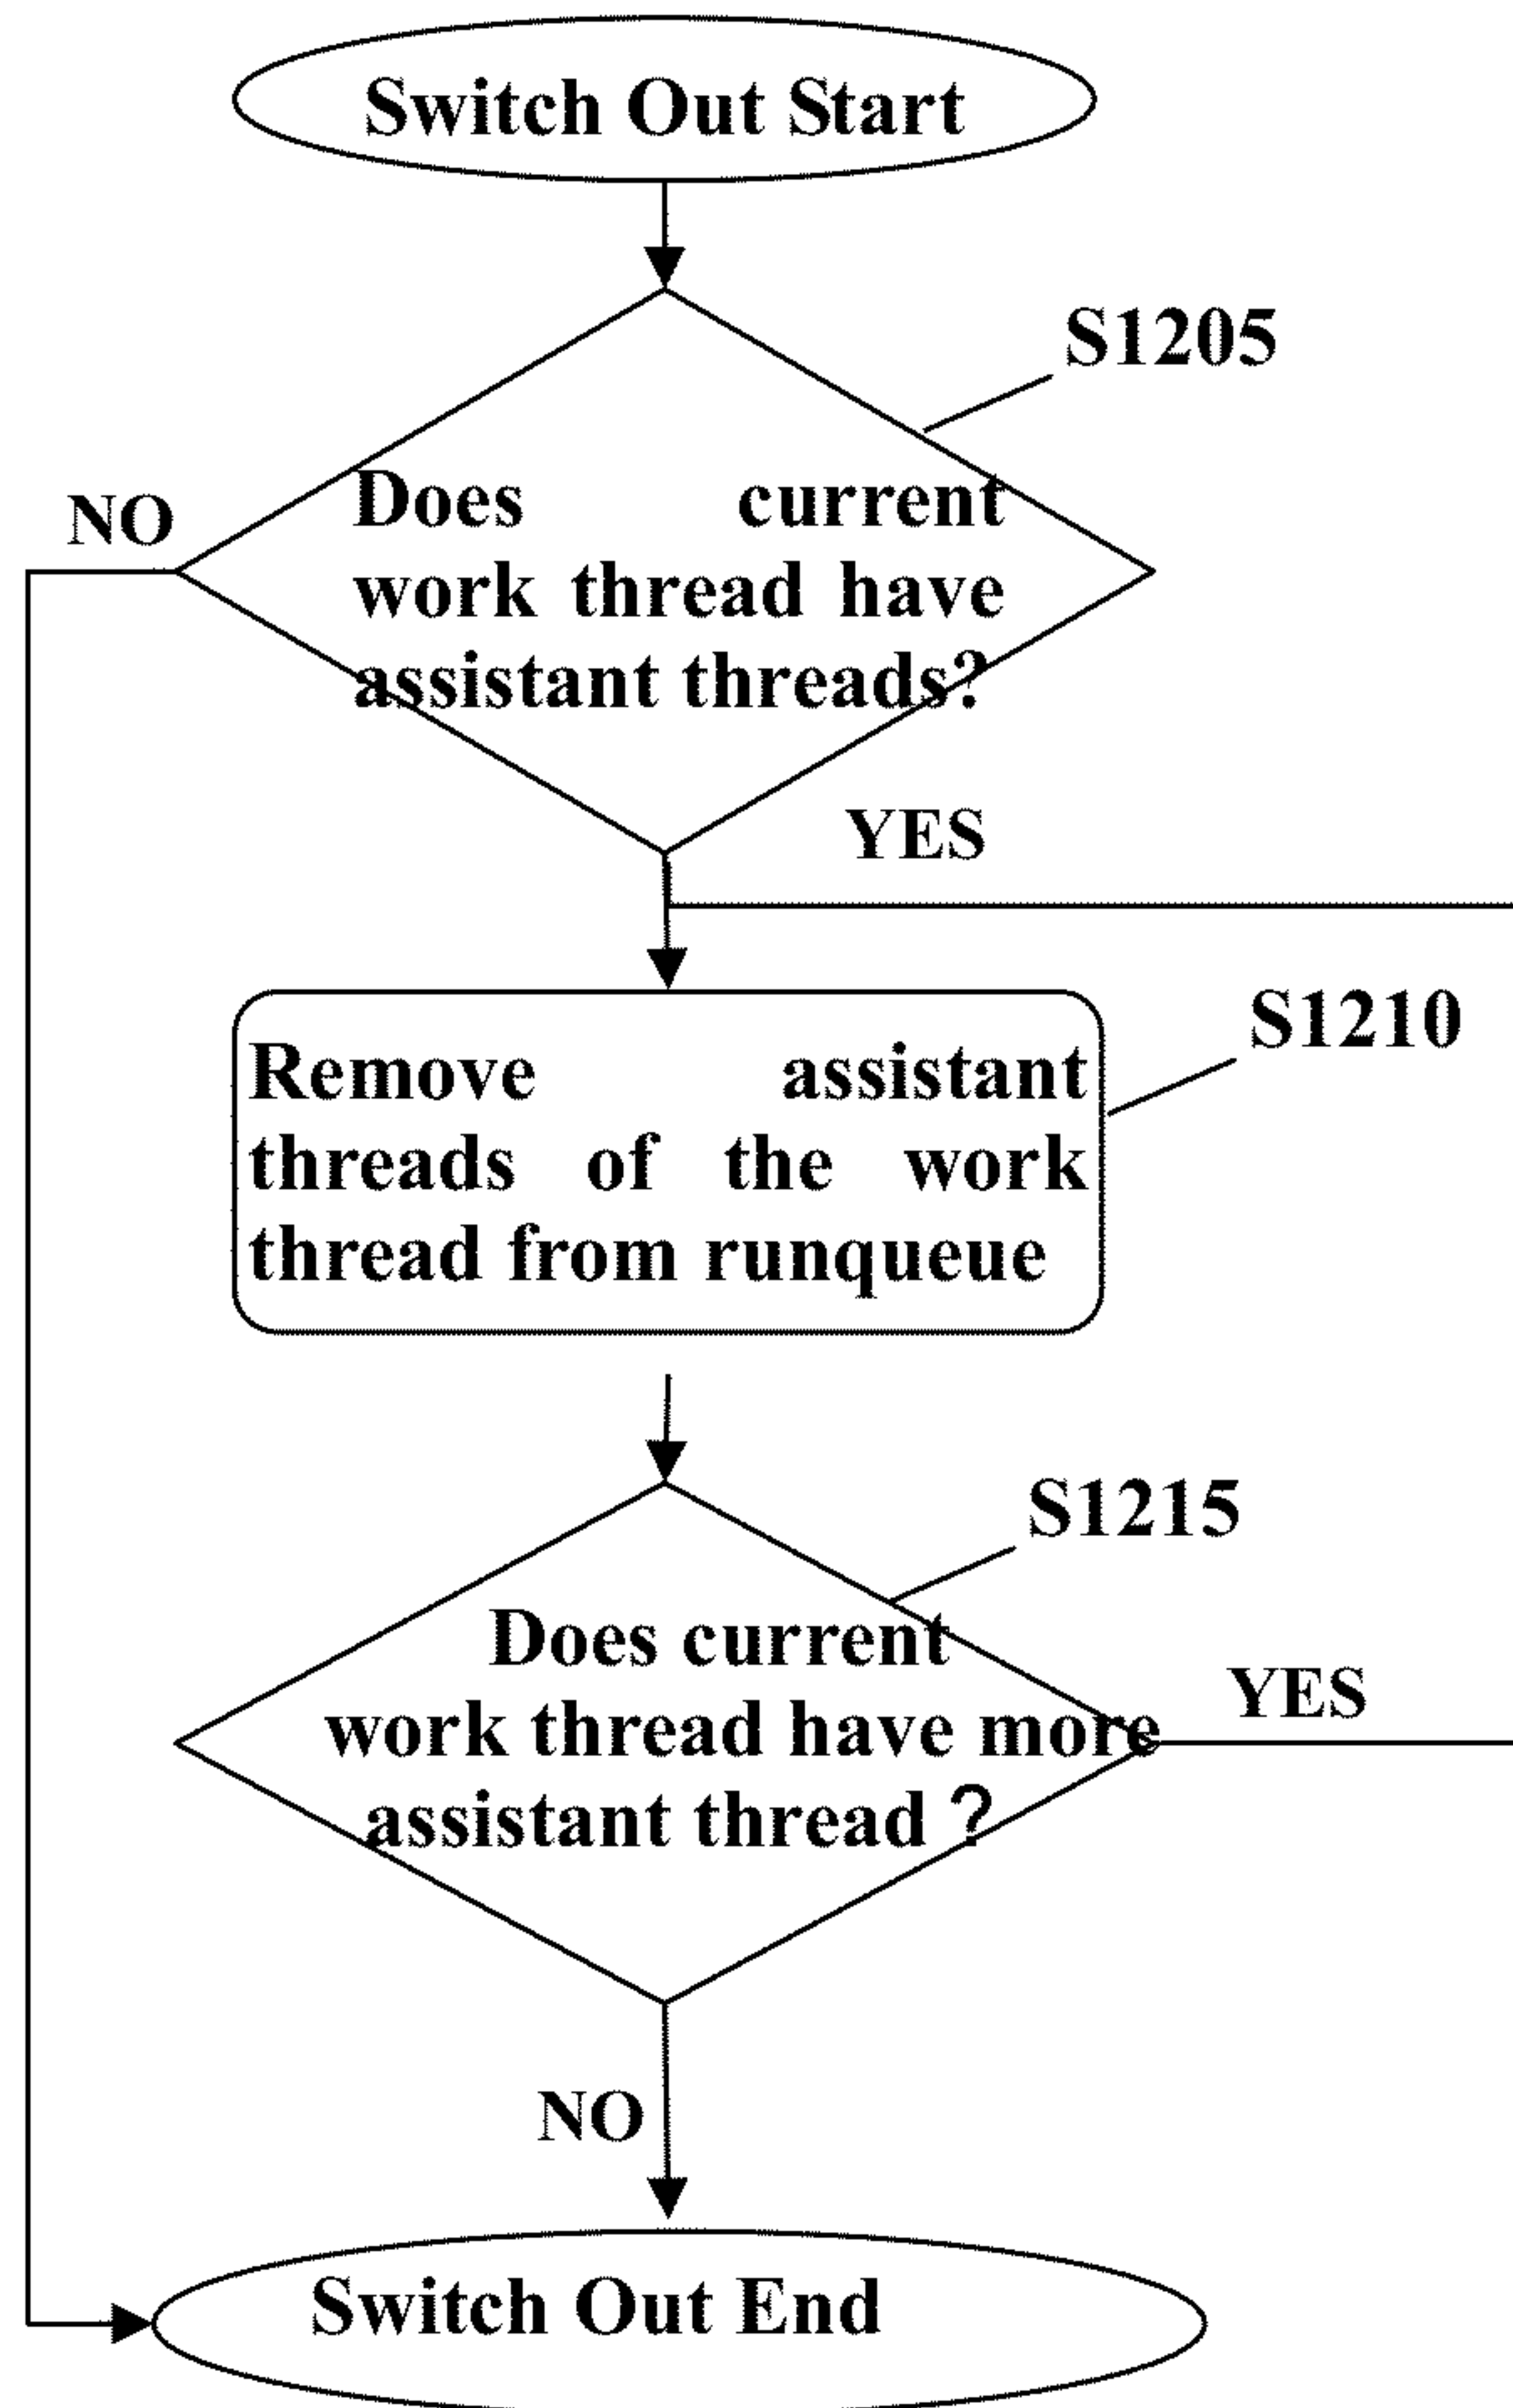 Switch Out Start
S1205
NO
Does current
work thread have
assistant threads?
YES
S1210
Remove assistant
threads of the work
thread from runqueue
S1215
Does current
work thread have more
assistant thread ?
YES
NO
Switch Out End